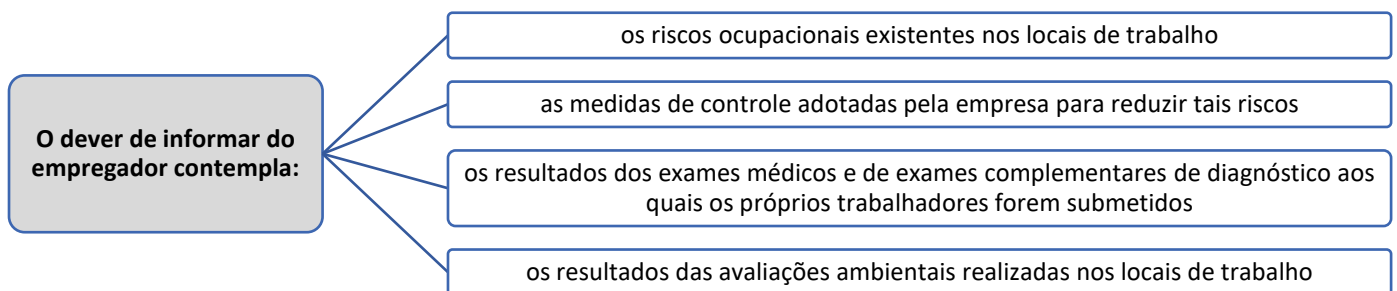 O dever de informar do
empregador contempla:
os riscos ocupacionais existentes nos locais de trabalho
as medidas de controle adotadas pela empresa para reduzir tais riscos
os resultados dos exames médicos e de exames complementares de diagnóstico aos
quais os próprios trabalhadores forem submetidos
os resultados das avaliações ambientais realizadas nos locais de trabalho